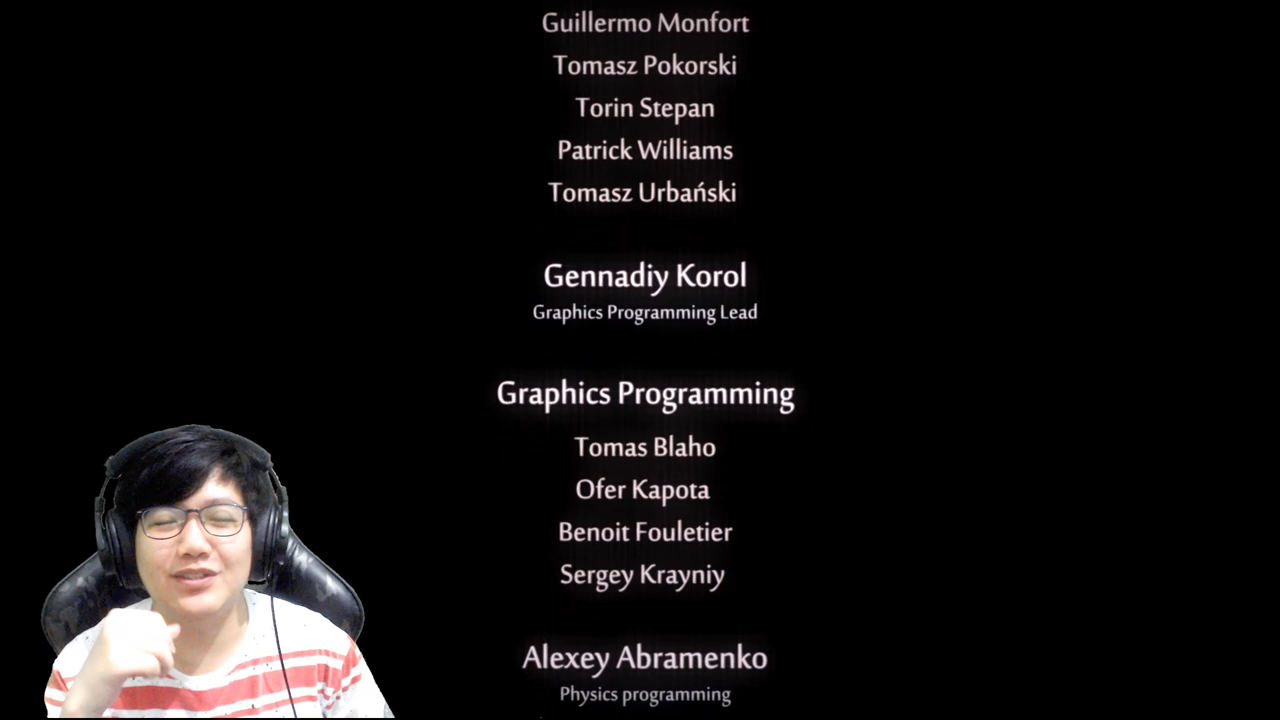 Guillermo Monfort
Tomasz Pokorski
Torin Stepan
Patrick Williams
Tomasz Urbański
Gennadiy Korol
Graphics Programming Lead
Graphics Programming
Tomas Blaho
Ofer Kapota
Benoit Fouletier
Sergey Krayniy
Alexey Abramenko
Physics programming